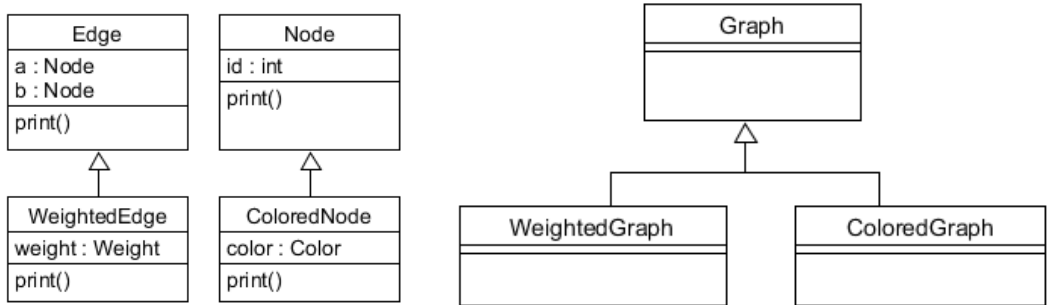 Edge
a : Node
b : Node
print()
Node
id : int
print()
Graph
WeightedEdge
weight : Weight
print()
ColoredNode
color : Color
print()
WeightedGraph
ColoredGraph